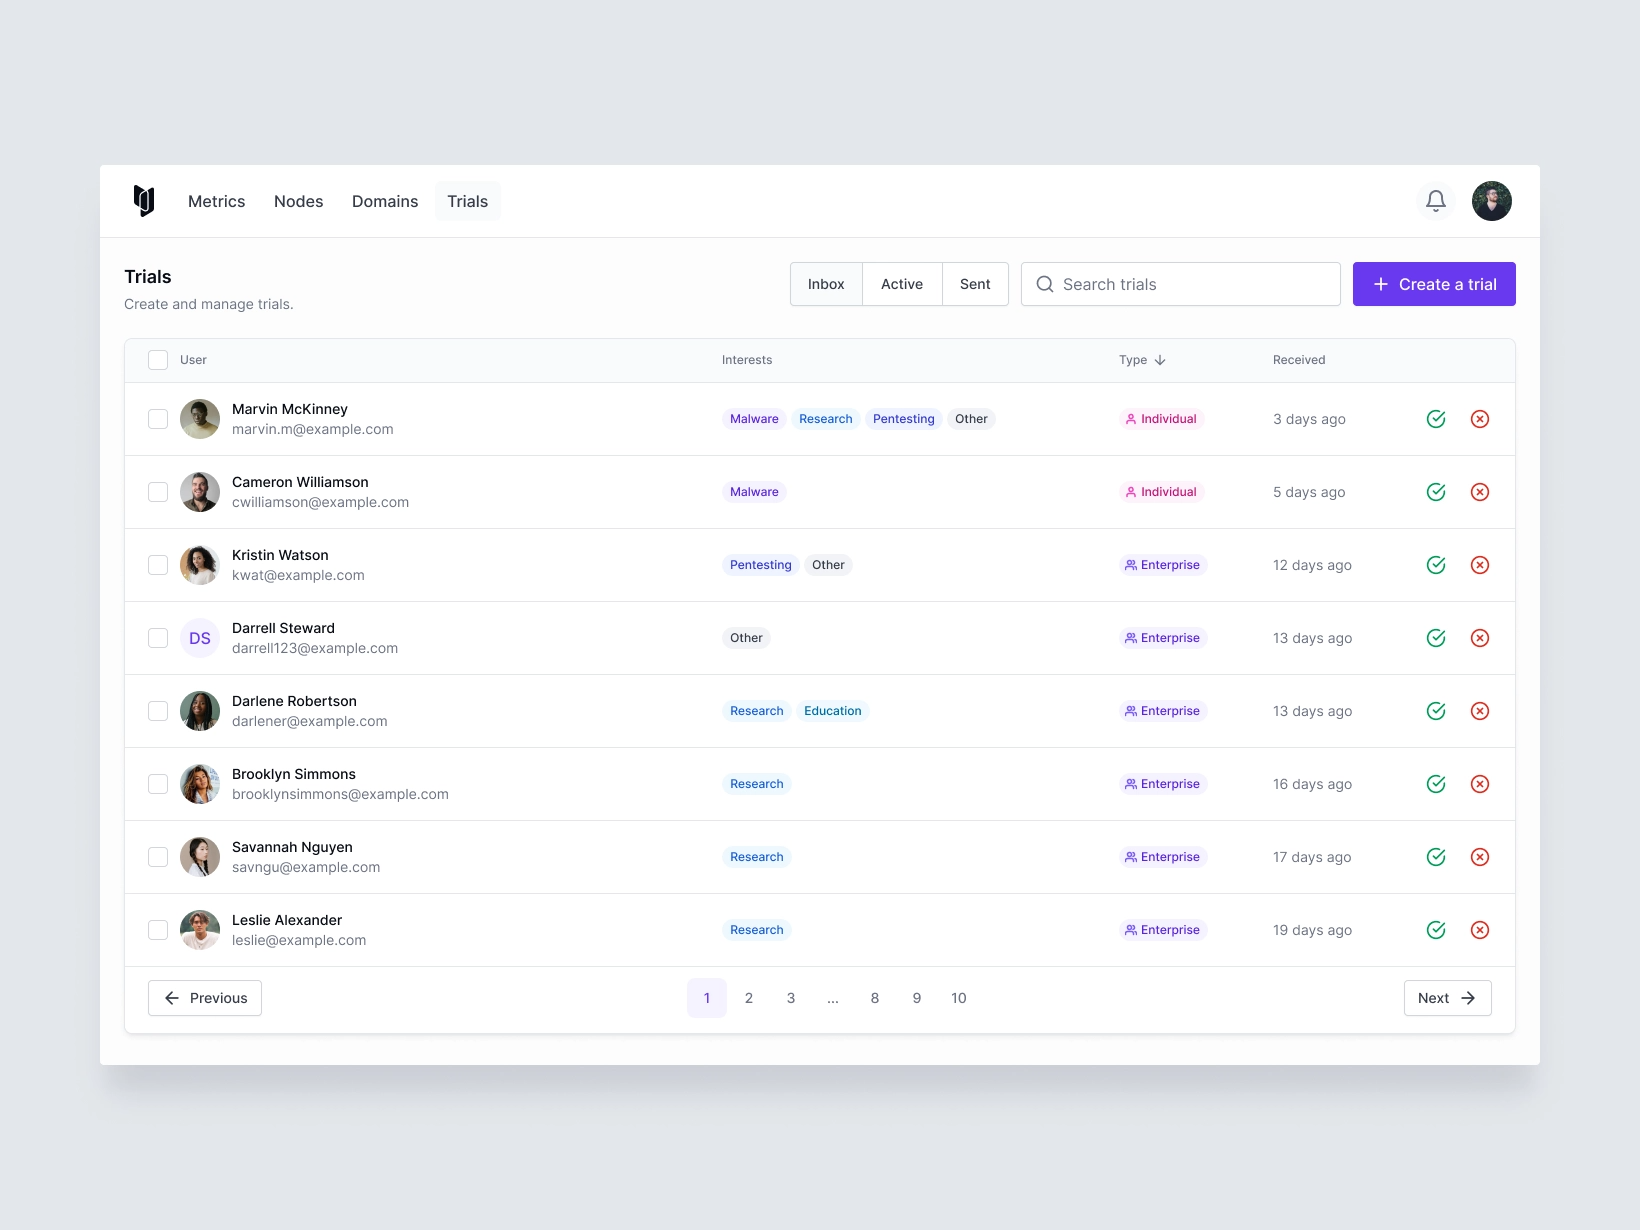 Metrics Nodes Domains Trials
Trials
Create and manage trials.
Inbox Active Sent Search trials Create a trial
User Interests Type Received
Marvin McKinney
marvin.m@example.com
Malware Research Pentesting Other Individual 3 days ago
Cameron Williamson
cwilliamson@example.com
Malware Individual 5 days ago
Kristin Watson
kwat@example.com
Pentesting Other Enterprise 12 days ago
DS
Darrell Steward
darrell123@example.com
Other Enterprise 13 days ago
Darlene Robertson
darlener@example.com
Research Education Enterprise 13 days ago
Brooklyn Simmons
brooklynsimmons@example.com
Research Enterprise 16 days ago
Savannah Nguyen
savngu@example.com
Research Enterprise 17 days ago
Leslie Alexander
leslie@example.com
Research Enterprise 19 days ago
Previous 1 2 3 ... 8 9 10 Next